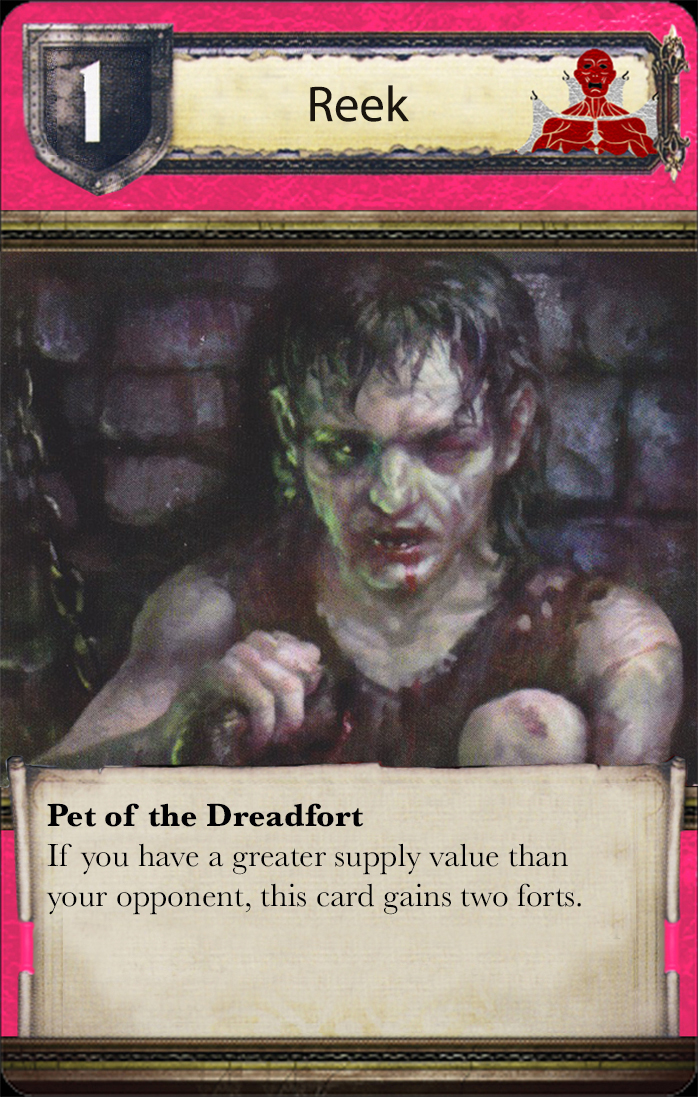 1
Reek
Pet of the Dreadfort
If you have a greater supply value than
your opponent, this card gains two forts.